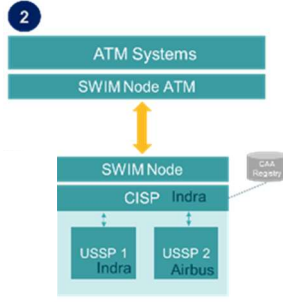 2
ATM Systems
SWIM Node ATM
SWIM Node
CAA
Registry
CISP Indra
USSP 1
Indra
USSP 2
Airbus